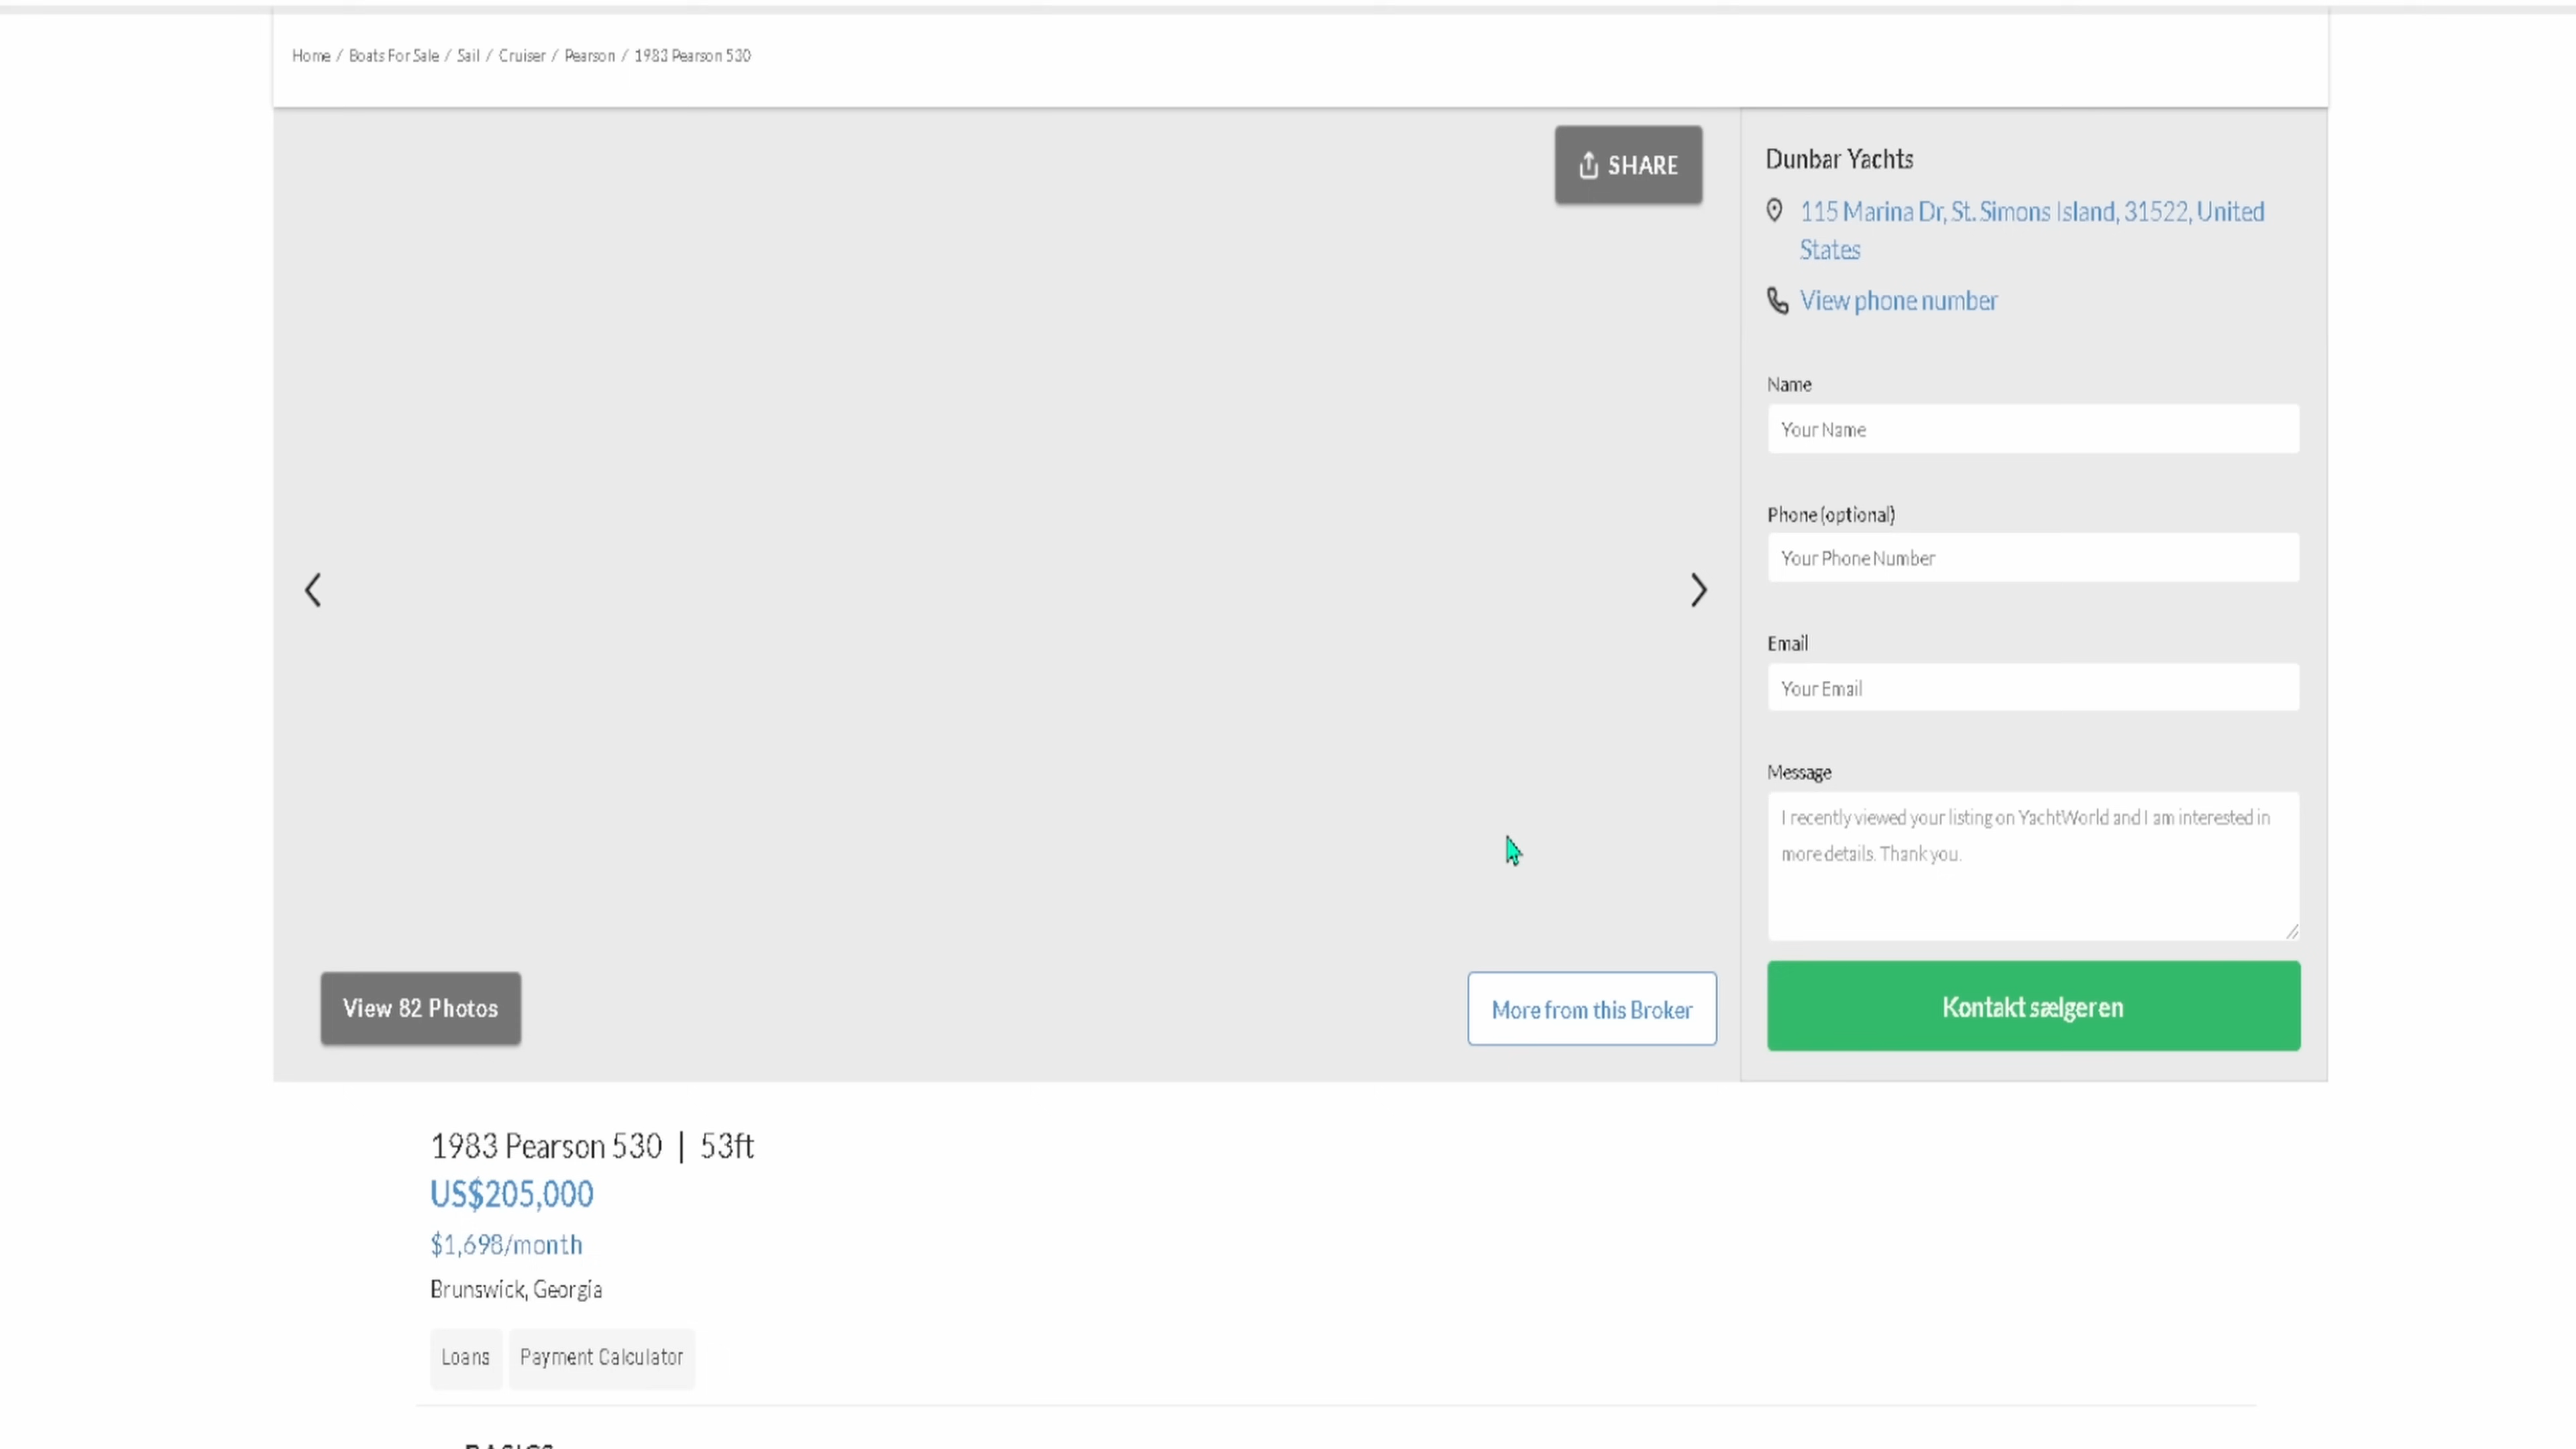 Home / Boats For Sale / Sail / Cruiser / Pearson / 1983 Pearson 530
SHARE
Dunbar Yachts
115 Marina Dr, St. Simons Island, 31522, United
States
View phone number
Name
Your Name
Phone (optional)
Your Phone Number
Email
Your Email
Message
I recently viewed your listing on YachtWorld and I am interested in
more details. Thank you.
View 82 Photos
More from this Broker
Kontakt sælgeren
1983 Pearson 530 | 53ft
US$205,000
$1,698/month
Brunswick, Georgia
Loans
Payment Calculator